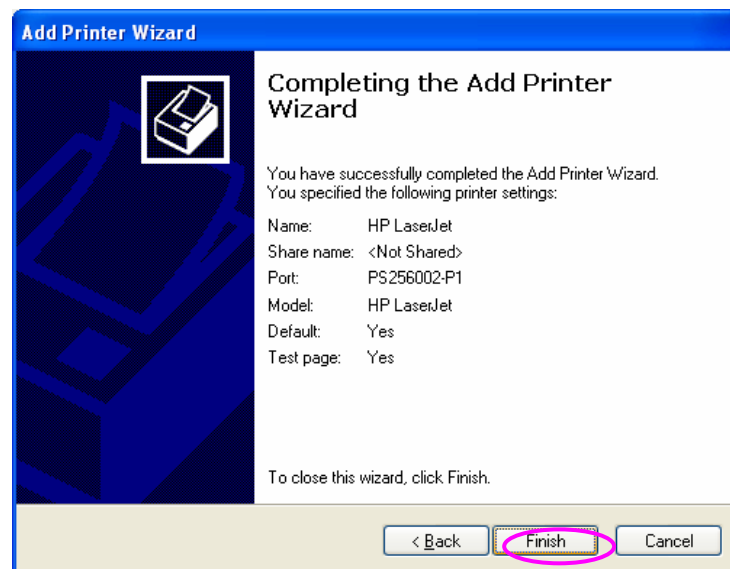 Add Printer Wizard
Completing the Add Printer
Wizard
You have successfully completed the Add Printer Wizard.
You specified the following printer settings:
Name: HP LaserJet
Share name: <Not Shared>
Port: PS256002-P1
Model: HP LaserJet
Default: Yes
Test page: Yes
To close this wizard, click Finish.
< Back Finish Cancel